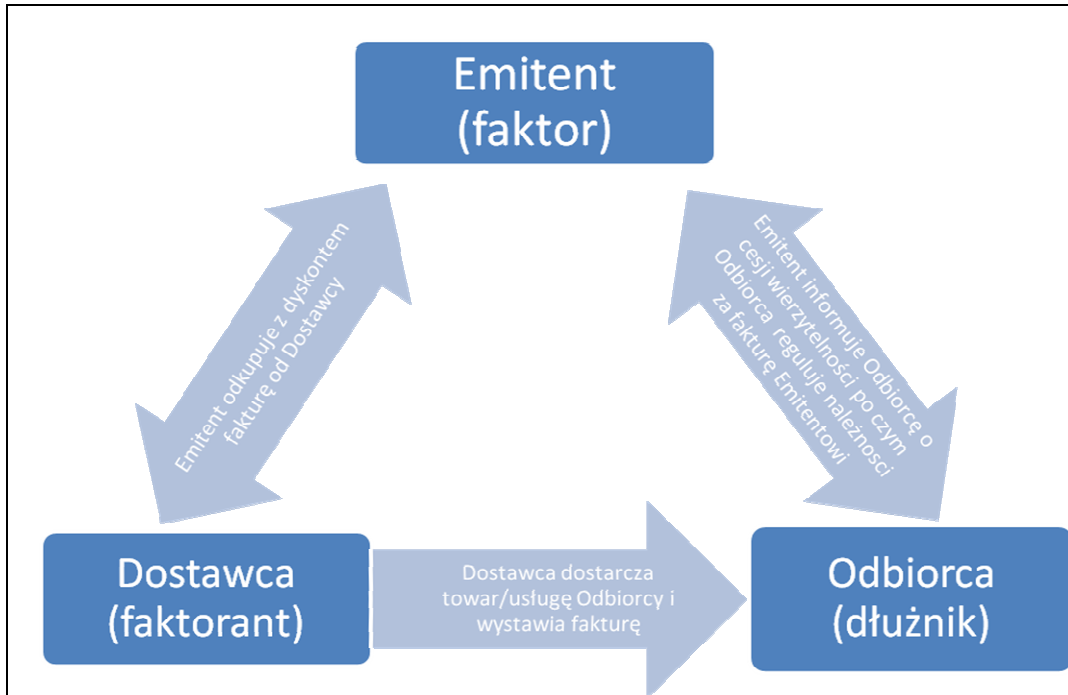 Emitent
(faktor)
Emitent odkupuje z dyskontem
fakturę od Dostawcy
Emitent informuje Odbiorcę o
cesji wierzytelności po czym
Odbiorca reguluje należnosci
za fakturę Emitentowi
Dostawca
(faktorant)
Dostawca dostarcza
towar/usługę Odbiorcy i
wystawia fakturę
Odbiorca
(dłużnik)